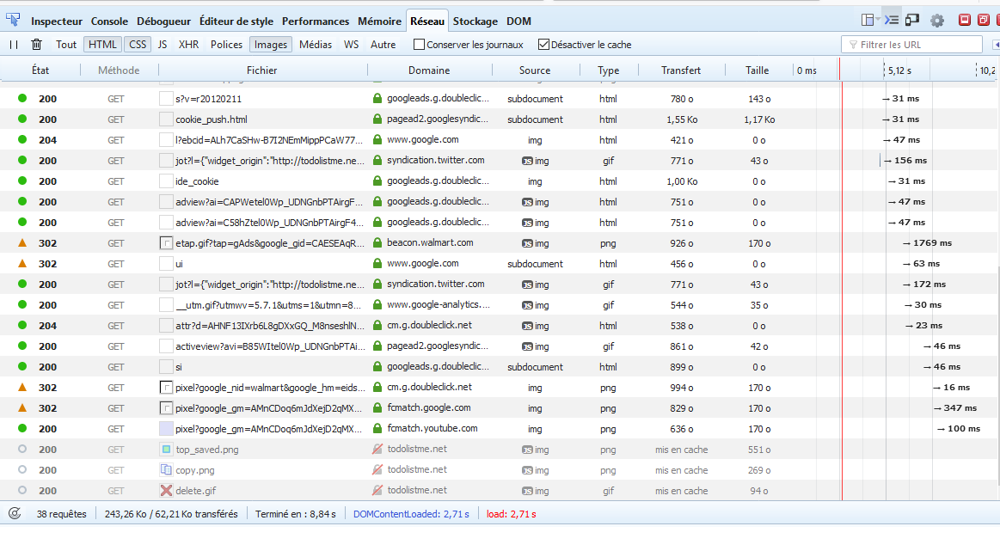 Inspecteur Console Débogueur Éditeur de style Performances Mémoire Réseau Stockage DOM
Tout HTML CSS JS XHR Polices Images Médias WS Autre Conserver les journaux Désactiver le cache Filtrer les URL
État Méthode Fichier Domaine Source Type Transfert Taille 0 ms 5,12 s 10,2
200 GET s?v=r20120211 googleads.g.doubleclic... subdocument html 780 o 143 o → 31 ms
200 GET cookie_push.html pagead2.googlesyndic... subdocument html 1,55 Ko 1,17 Ko → 31 ms
204 GET l?ebcid=ALh7CaSHw-B7I2NEmMippPCaW77... www.google.com img html 421 o 0 o → 47 ms
200 GET jot?l={"widget_origin":"http://todolistme.ne... syndication.twitter.com JS img gif 771 o 43 o → 156 ms
200 GET ide_cookie googleads.g.doubleclic... img html 1,00 Ko 0 o → 31 ms
200 GET adview?ai=CAPWetel0Wp_UDNGnbPTAirgF... googleads.g.doubleclic... JS img html 751 o 0 o → 47 ms
200 GET adview?ai=C58hZtel0Wp_UDNGnbPTAirgF4... googleads.g.doubleclic... JS img html 751 o 0 o → 47 ms
302 GET etap.gif?tap=gAds&google_gid=CAESEAqR... beacon.walmart.com JS img png 926 o 170 o → 1769 ms
302 GET ui www.google.com subdocument html 456 o 0 o → 63 ms
200 GET jot?l={"widget_origin":"http://todolistme.ne... syndication.twitter.com JS img gif 771 o 43 o → 172 ms
200 GET __utm.gif?utmwv=5.7.1&utms=1&utmn=8... www.google-analytics.... JS img gif 544 o 35 o → 30 ms
204 GET attr?d=AHNF13IXrb6L8gDXxGQ_M8nseshlN... cm.g.doubleclick.net JS img html 538 o 0 o → 23 ms
200 GET activeview?avi=B85WItel0Wp_UDNGnbPTAi... pagead2.googlesyndic... JS img gif 861 o 42 o → 46 ms
200 GET si googleads.g.doubleclic... subdocument html 899 o 0 o → 46 ms
302 GET pixel?google_nid=walmart&google_hm=eids... cm.g.doubleclick.net img png 994 o 170 o → 16 ms
302 GET pixel?google_gm=AMnCDoq6mJdXejD2qMX... fcmatch.google.com img png 829 o 170 o → 347 ms
200 GET pixel?google_gm=AMnCDoq6mJdXejD2qMX... fcmatch.youtube.com img png 636 o 170 o → 100 ms
200 GET top_saved.png todolistme.net JS img png mis en cache 551 o
200 GET copy.png todolistme.net JS img png mis en cache 269 o
200 GET delete.gif todolistme.net JS img gif mis en cache 94 o
38 requêtes 243,26 Ko / 62,21 Ko transférés Terminé en : 8,84 s DOMContentLoaded: 2,71 s load: 2,71 s